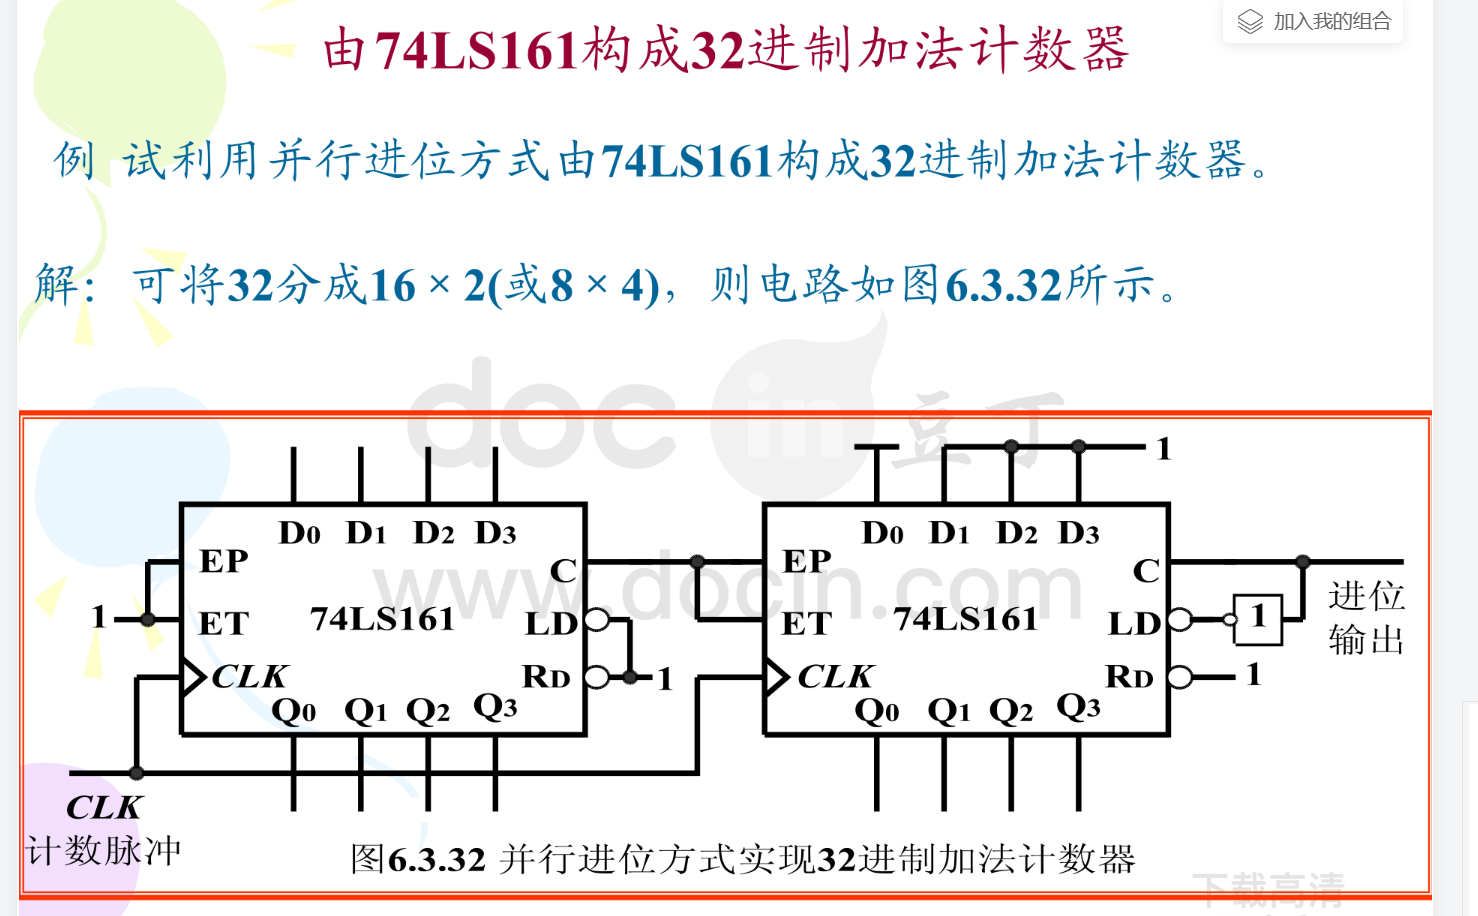 加入我的组合
由74LS161构成32进制加法计数器
例 试利用并行进位方式由74LS161构成32进制加法计数器。
解： 可将32分成16 × 2(或8 × 4)，则电路如图6.3.32所示。
docin 豆丁
www.docin.com
1
D0 D1 D2 D3 D0 D1 D2 D3
EP C EP C
进位
输出
1 ET 74LS161 LD ET 74LS161 LD 1
CLK RD 1 CLK RD 1
Q0 Q1 Q2 Q3 Q0 Q1 Q2 Q3
CLK
计数脉冲
图6.3.32 并行进位方式实现32进制加法计数器
下载高清